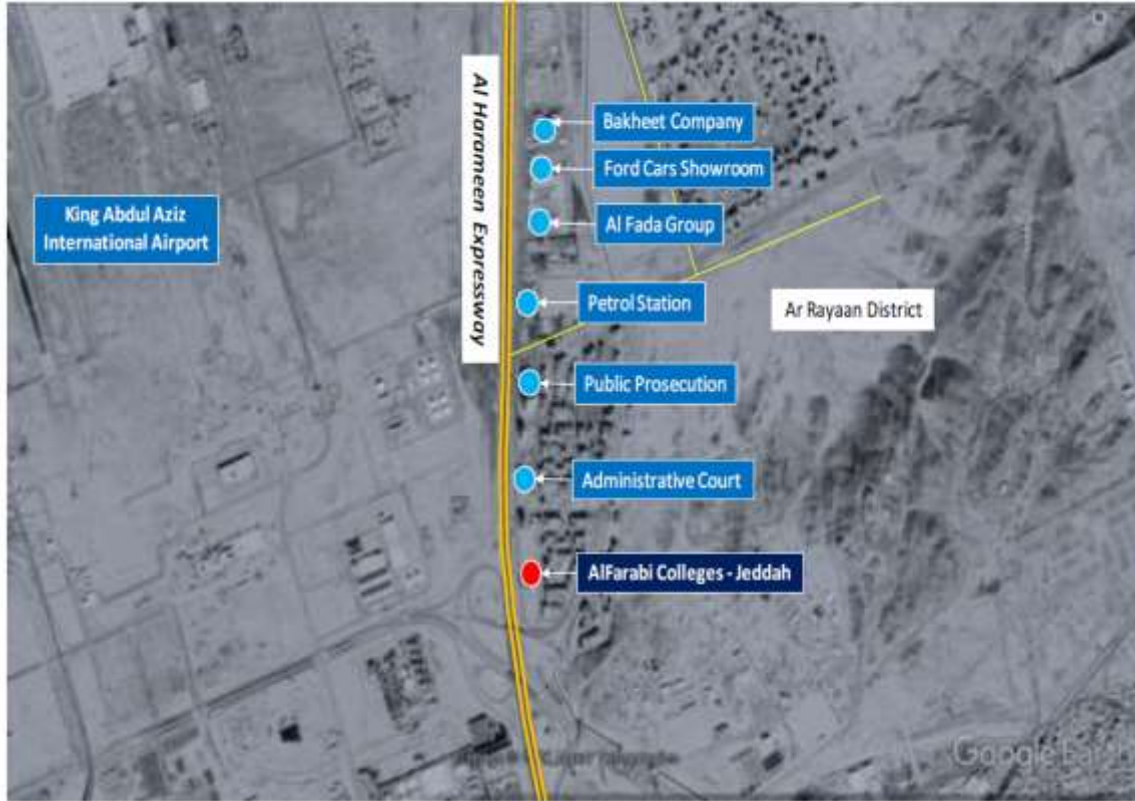 Al Harameen Expressway
Bakheet Company
Ford Cars Showroom
King Abdul Aziz
International Airport
Al Fada Group
Petrol Station
Ar Rayaan District
Public Prosecution
Administrative Court
AlFarabi Colleges - Jeddah
Google Earth